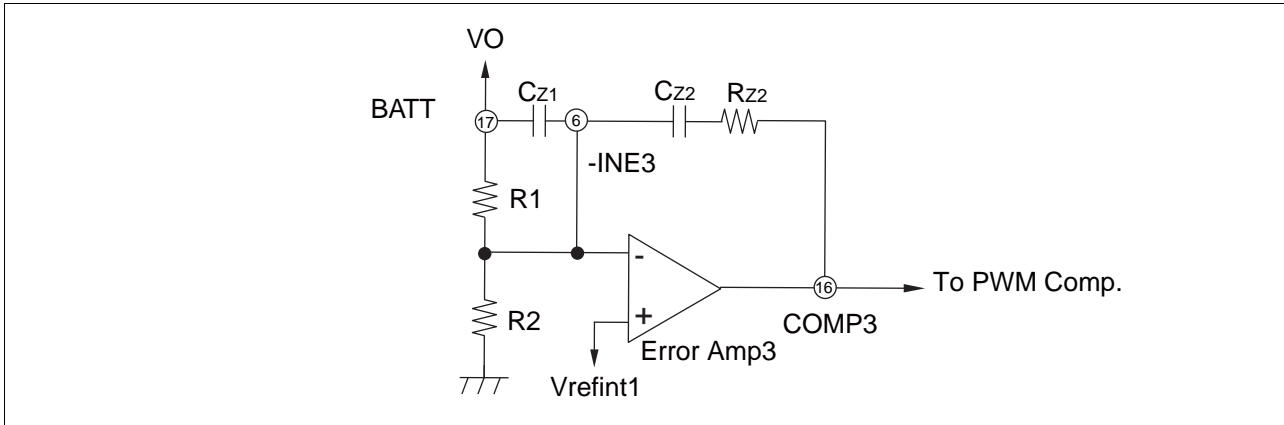 VO
CZ1
CZ2
RZ2
BATT
17
6
-INE3
R1
-
R2
+
16
To PWM Comp.
COMP3
Error Amp3
Vrefint1